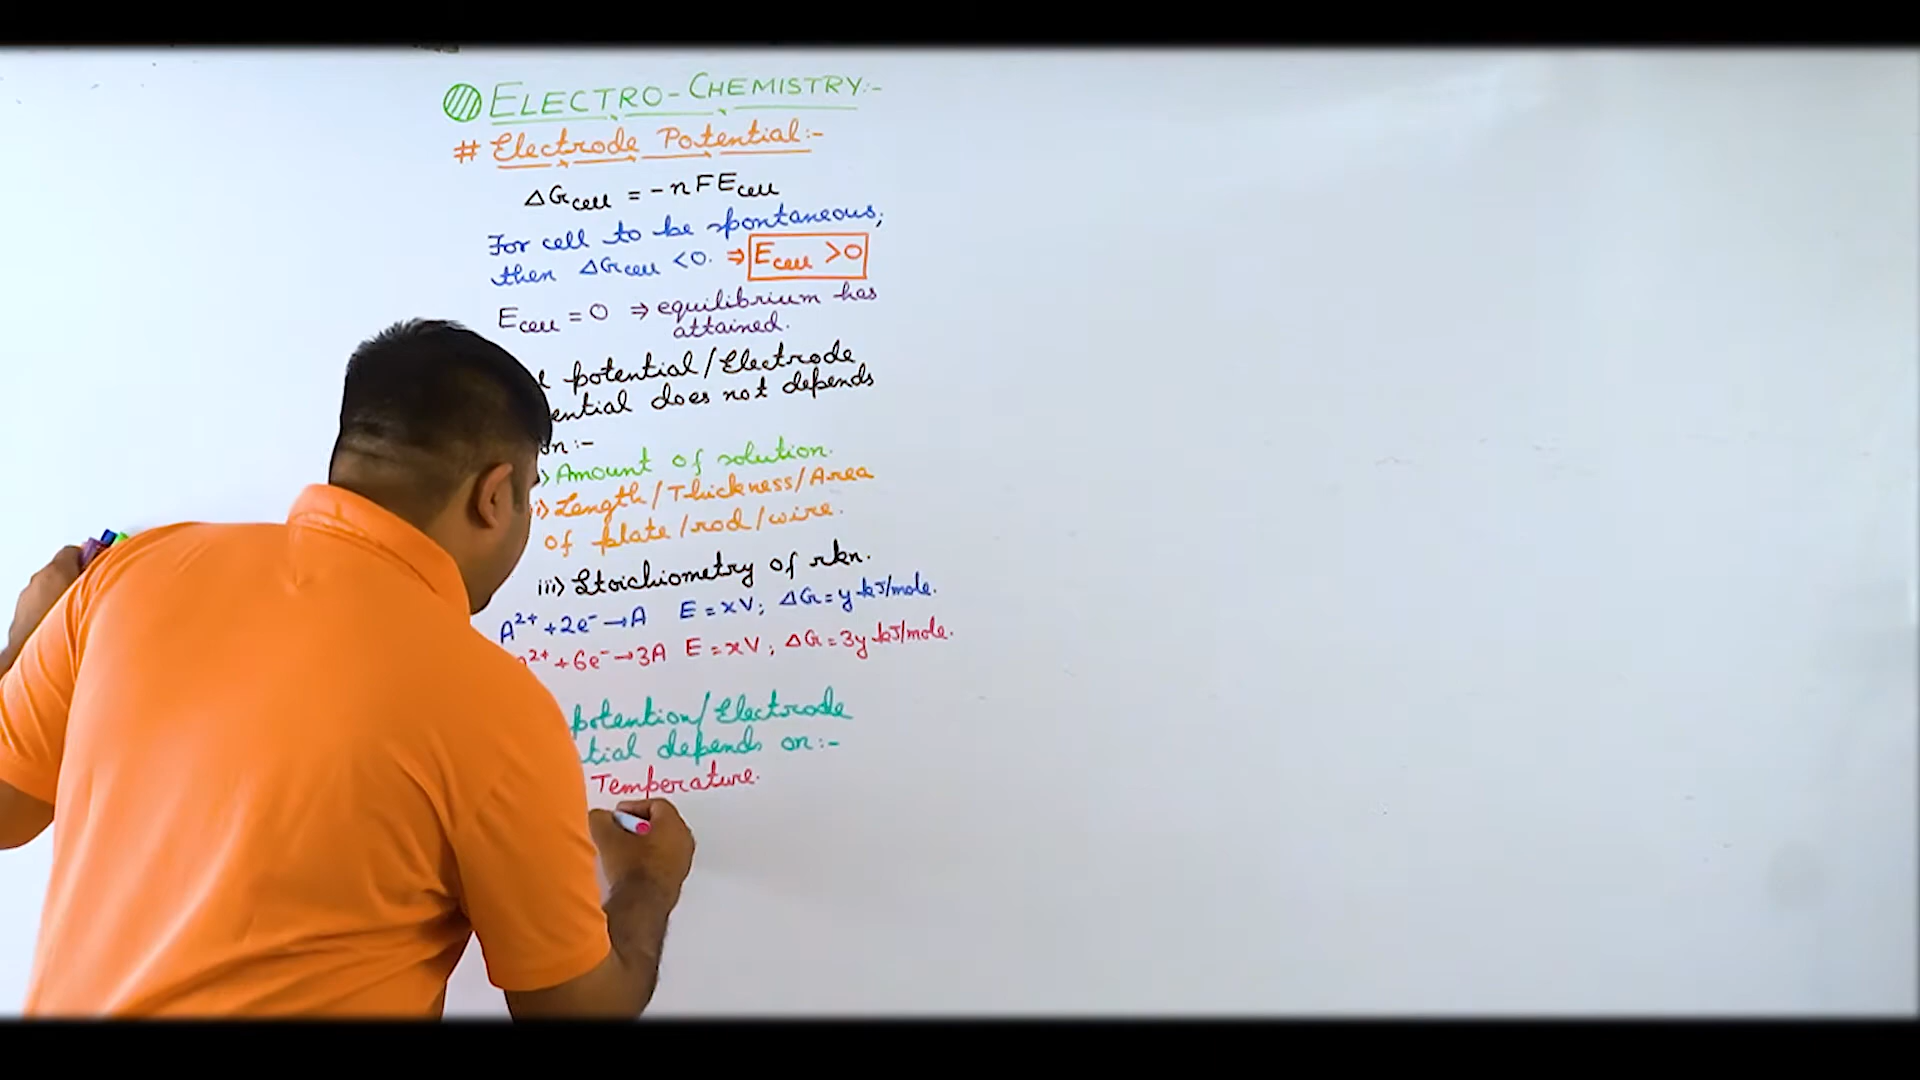 ELECTRO-CHEMISTRY:-
# Electrode Potential:-
ΔGcell = -nFEcell
For cell to be spontaneous;
then ΔGcell <0. ⇒ Ecell >0
Ecell = 0 ⇒ equilibrium has
attained.
potential/Electrode
does not depends
on:-
Amount of solution.
Length/Thickness/Area
of plate/rod/wire.
iii) Stoichiometry of rkn.
A²⁺ +2e⁻ → A E = xV; ΔG = y kJ/mole.
+6e⁻ → 3A E = xV; ΔG = 3y kJ/mole.
potention/Electrode
depends on:-
Temperature.